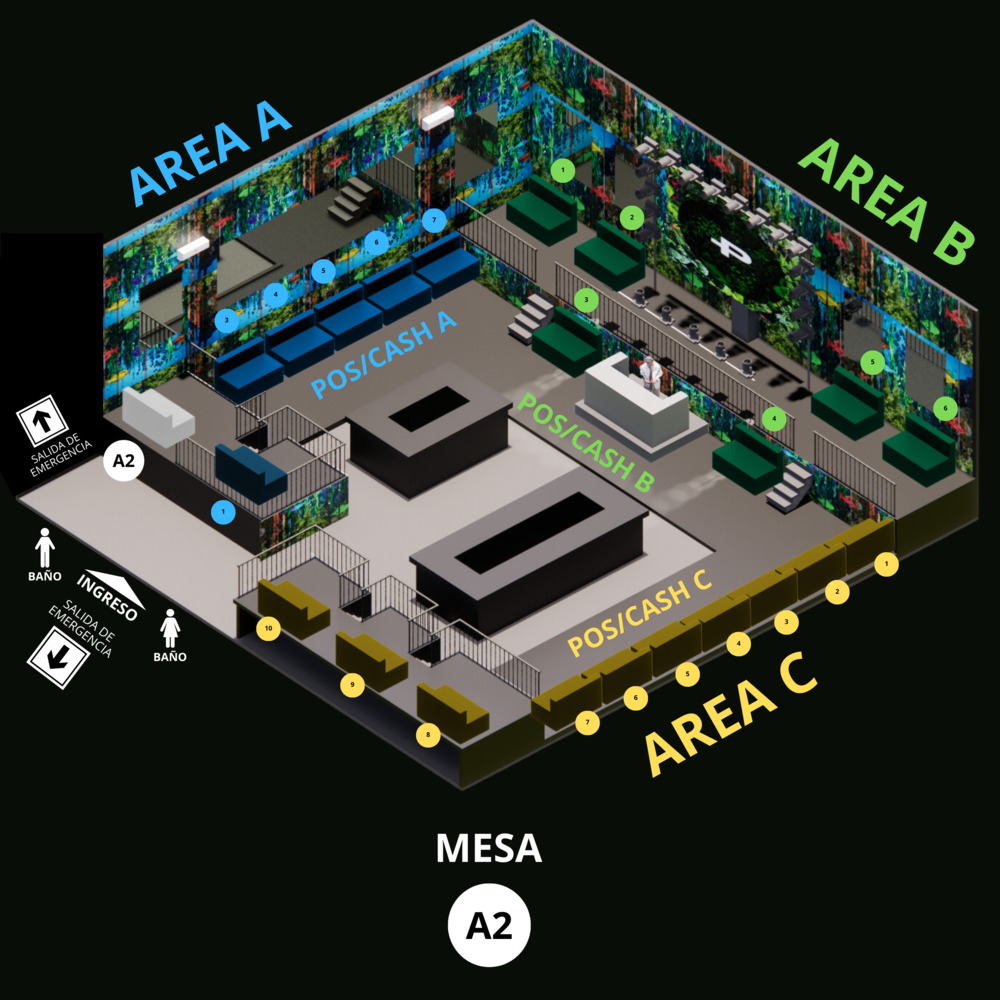 AREA A
AREA B
1
2
7
6
5
4
3
3
POS/CASH A
5
6
4
POS/CASH B
SALIDA DE
EMERGENCIA
A2
1
BAÑO
INGRESO
SALIDA DE
EMERGENCIA
BAÑO
POS/CASH C
1
2
3
4
5
6
7
10
9
8
AREA C
MESA
A2